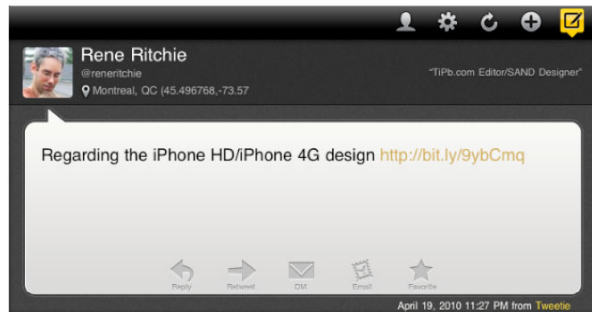 Rene Ritchie
@reneritchie
Montreal, QC (45.496768,-73.57
"TiPb.com Editor/SAND Designer"
Regarding the iPhone HD/iPhone 4G design http://bit.ly/9ybCmq
Reply Retweet DM Email Favorite
April 19, 2010 11:27 PM from Tweetie